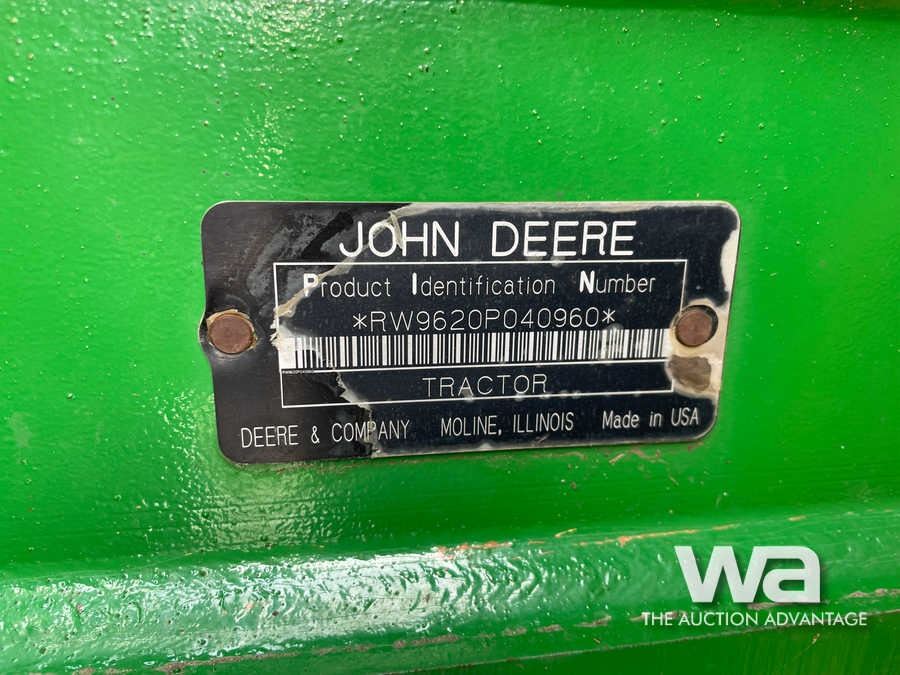 JOHN DEERE
Product Identification Number
*RW9620P040960*
TRACTOR
DEERE & COMPANY MOLINE, ILLINOIS Made in USA
wa
THE AUCTION ADVANTAGE